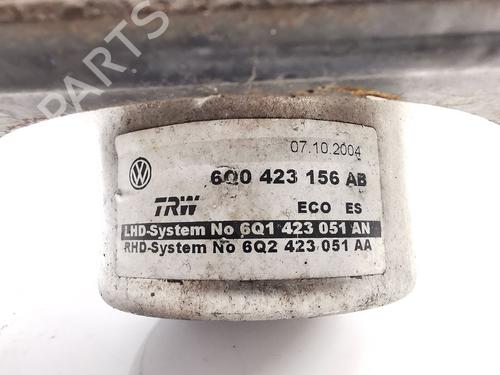 07.10.2004
6Q0 423 156 AB
TRW ECO ES
LHD-System No 6Q1 423 051 AN
RHD-System No 6Q2 423 051 AA